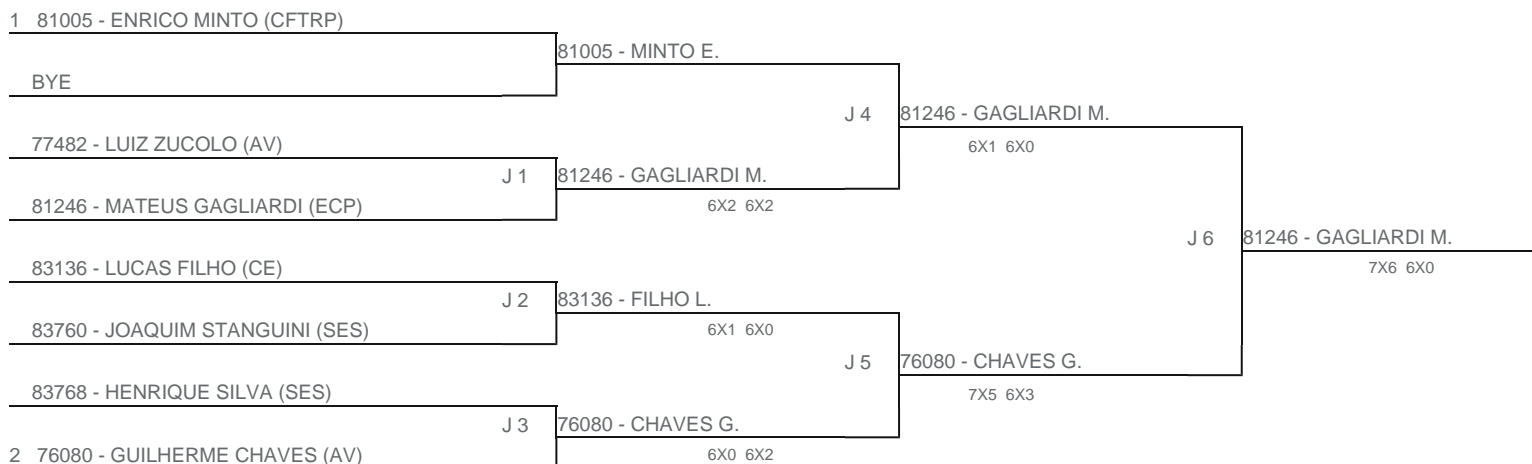 1 81005 - ENRICO MINTO (CFTRP)
81005 - MINTO E.
BYE
J 4 81246 - GAGLIARDI M.
77482 - LUIZ ZUCOLO (AV)
6X1 6X0
J 1 81246 - GAGLIARDI M.
81246 - MATEUS GAGLIARDI (ECP)
6X2 6X2
J 6 81246 - GAGLIARDI M.
83136 - LUCAS FILHO (CE)
7X6 6X0
J 2 83136 - FILHO L.
83760 - JOAQUIM STANGUINI (SES)
6X1 6X0
J 5 76080 - CHAVES G.
83768 - HENRIQUE SILVA (SES)
7X5 6X3
J 3 76080 - CHAVES G.
2 76080 - GUILHERME CHAVES (AV)
6X0 6X2